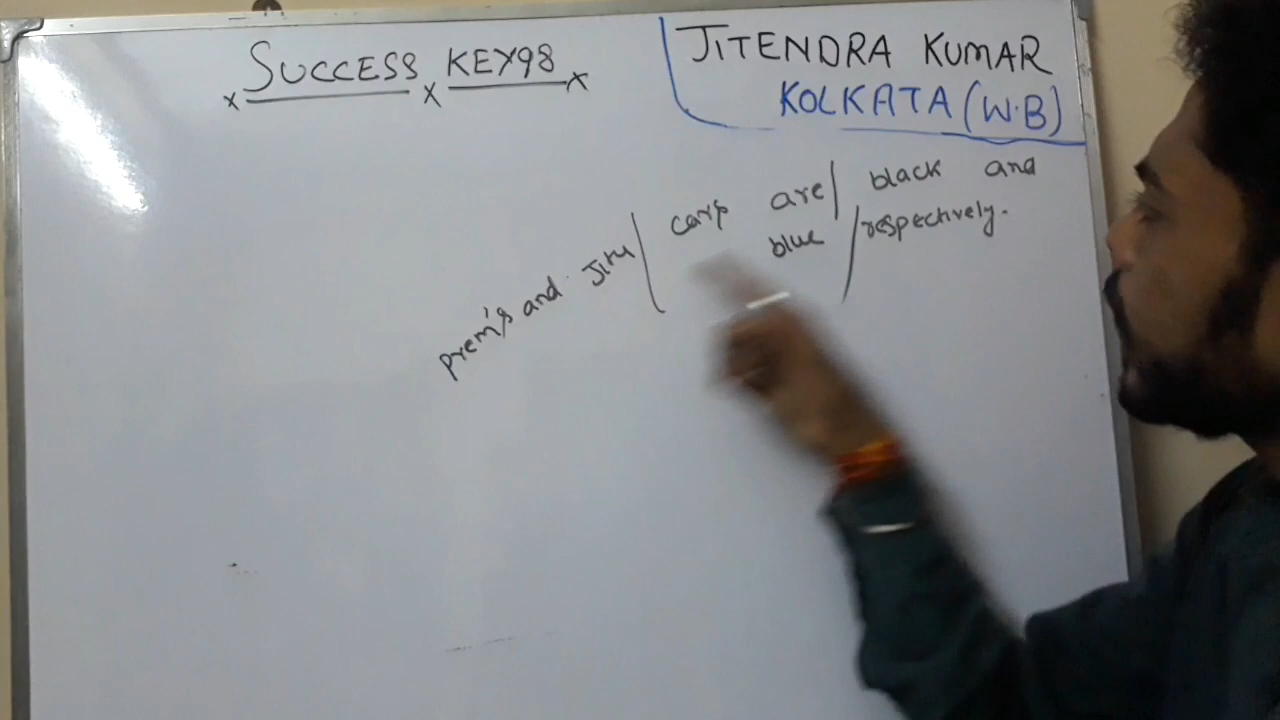 SUCCESS KEY98
JITENDRA KUMAR
KOLKATA (W.B)
prem's and Jitu / cars are / black and
blue / respectively.